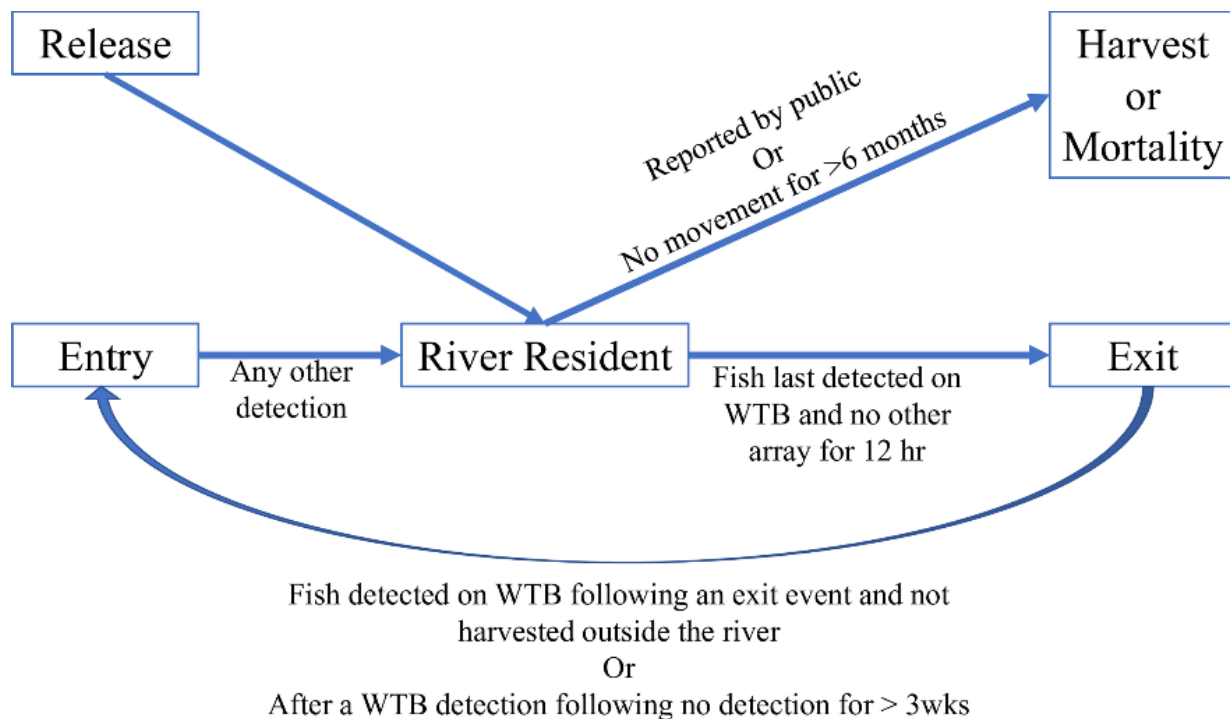 Release
Reported by public
Or
No movement for >6 months
Harvest
or
Mortality
Entry
Any other
detection
River Resident
Fish last detected on
WTB and no other
array for 12 hr
Exit
Fish detected on WTB following an exit event and not
harvested outside the river
Or
After a WTB detection following no detection for > 3wks